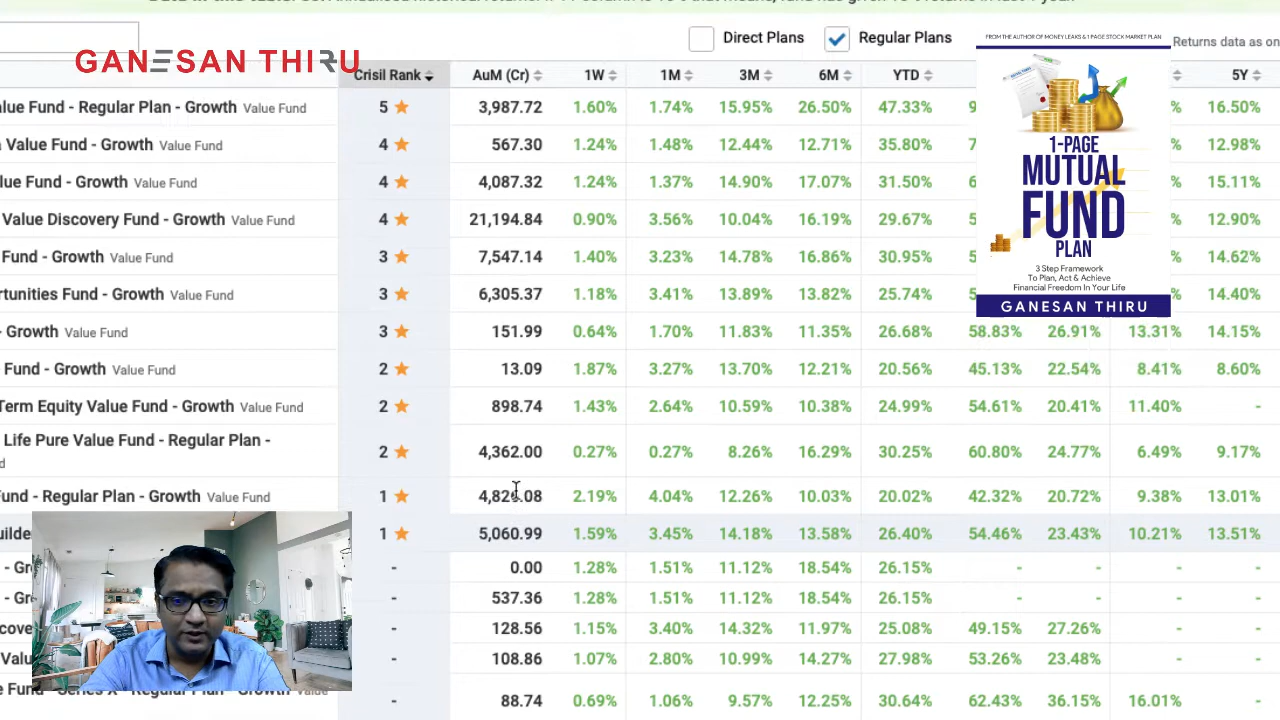 Direct Plans Regular Plans Returns data as on
GANESAN THIRU
FROM THE AUTHOR OF MONEY LEAKS & 1 PAGE STOCK MARKET PLAN
1-PAGE
MUTUAL
FUND
PLAN
3 Step Framework
To Plan, Act & Achieve
Financial Freedom In Your Life
GANESAN THIRU
Crisil Rank AuM (Cr) 1W 1M 3M 6M YTD 5Y
alue Fund - Regular Plan - Growth Value Fund 5 3,987.72 1.60% 1.74% 15.95% 26.50% 47.33% 9 % 16.50%
Value Fund - Growth Value Fund 4 567.30 1.24% 1.48% 12.44% 12.71% 35.80% 7 % 12.98%
lue Fund - Growth Value Fund 4 4,087.32 1.24% 1.37% 14.90% 17.07% 31.50% 6 % 15.11%
Value Discovery Fund - Growth Value Fund 4 21,194.84 0.90% 3.56% 10.04% 16.19% 29.67% 5 % 12.90%
Fund - Growth Value Fund 3 7,547.14 1.40% 3.23% 14.78% 16.86% 30.95% 5 % 14.62%
rtunities Fund - Growth Value Fund 3 6,305.37 1.18% 3.41% 13.89% 13.82% 25.74% 5 % 14.40%
- Growth Value Fund 3 151.99 0.64% 1.70% 11.83% 11.35% 26.68% 58.83% 26.91% 13.31% 14.15%
Fund - Growth Value Fund 2 13.09 1.87% 3.27% 13.70% 12.21% 20.56% 45.13% 22.54% 8.41% 8.60%
Term Equity Value Fund - Growth Value Fund 2 898.74 1.43% 2.64% 10.59% 10.38% 24.99% 54.61% 20.41% 11.40% -
Life Pure Value Fund - Regular Plan -
d 2 4,362.00 0.27% 0.27% 8.26% 16.29% 30.25% 60.80% 24.77% 6.49% 9.17%
Fund - Regular Plan - Growth Value Fund 1 2.19% 4.04% 12.26% 10.03% 20.02% 42.32% 20.72% 9.38% 13.01%
uilde 1 5,060.99 1.59% 3.45% 14.18% 13.58% 26.40% 54.46% 23.43% 10.21% 13.51%
- Gr - 0.00 1.28% 1.51% 11.12% 18.54% 26.15% - - - -
- Gr - 537.36 1.28% 1.51% 11.12% 18.54% 26.15% - - - -
cove - 128.56 1.15% 3.40% 14.32% 11.97% 25.08% 49.15% 27.26% - -
Valu - 108.86 1.07% 2.80% 10.99% 14.27% 27.98% 53.26% 23.48% - -
- 88.74 0.69% 1.06% 9.57% 12.25% 30.64% 62.43% 36.15% 16.01% -